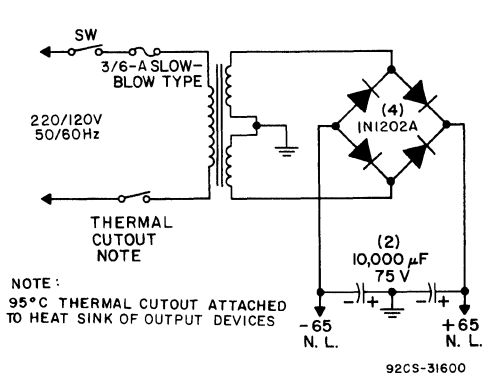 SW
3/6-A SLOW-
BLOW TYPE
220/120V
50/60Hz
(4)
1N1202A
THERMAL
CUTOUT
NOTE
(2)
10,000 µF
75 V
- + - +
NOTE:
95°C THERMAL CUTOUT ATTACHED
TO HEAT SINK OF OUTPUT DEVICES
-65
N. L.
+65
N. L.
92CS-31600